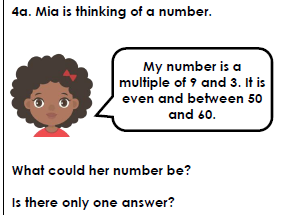 4a. Mia is thinking of a number.
My number is a
multiple of 9 and 3. It is
even and between 50
and 60.
What could her number be?
Is there only one answer?